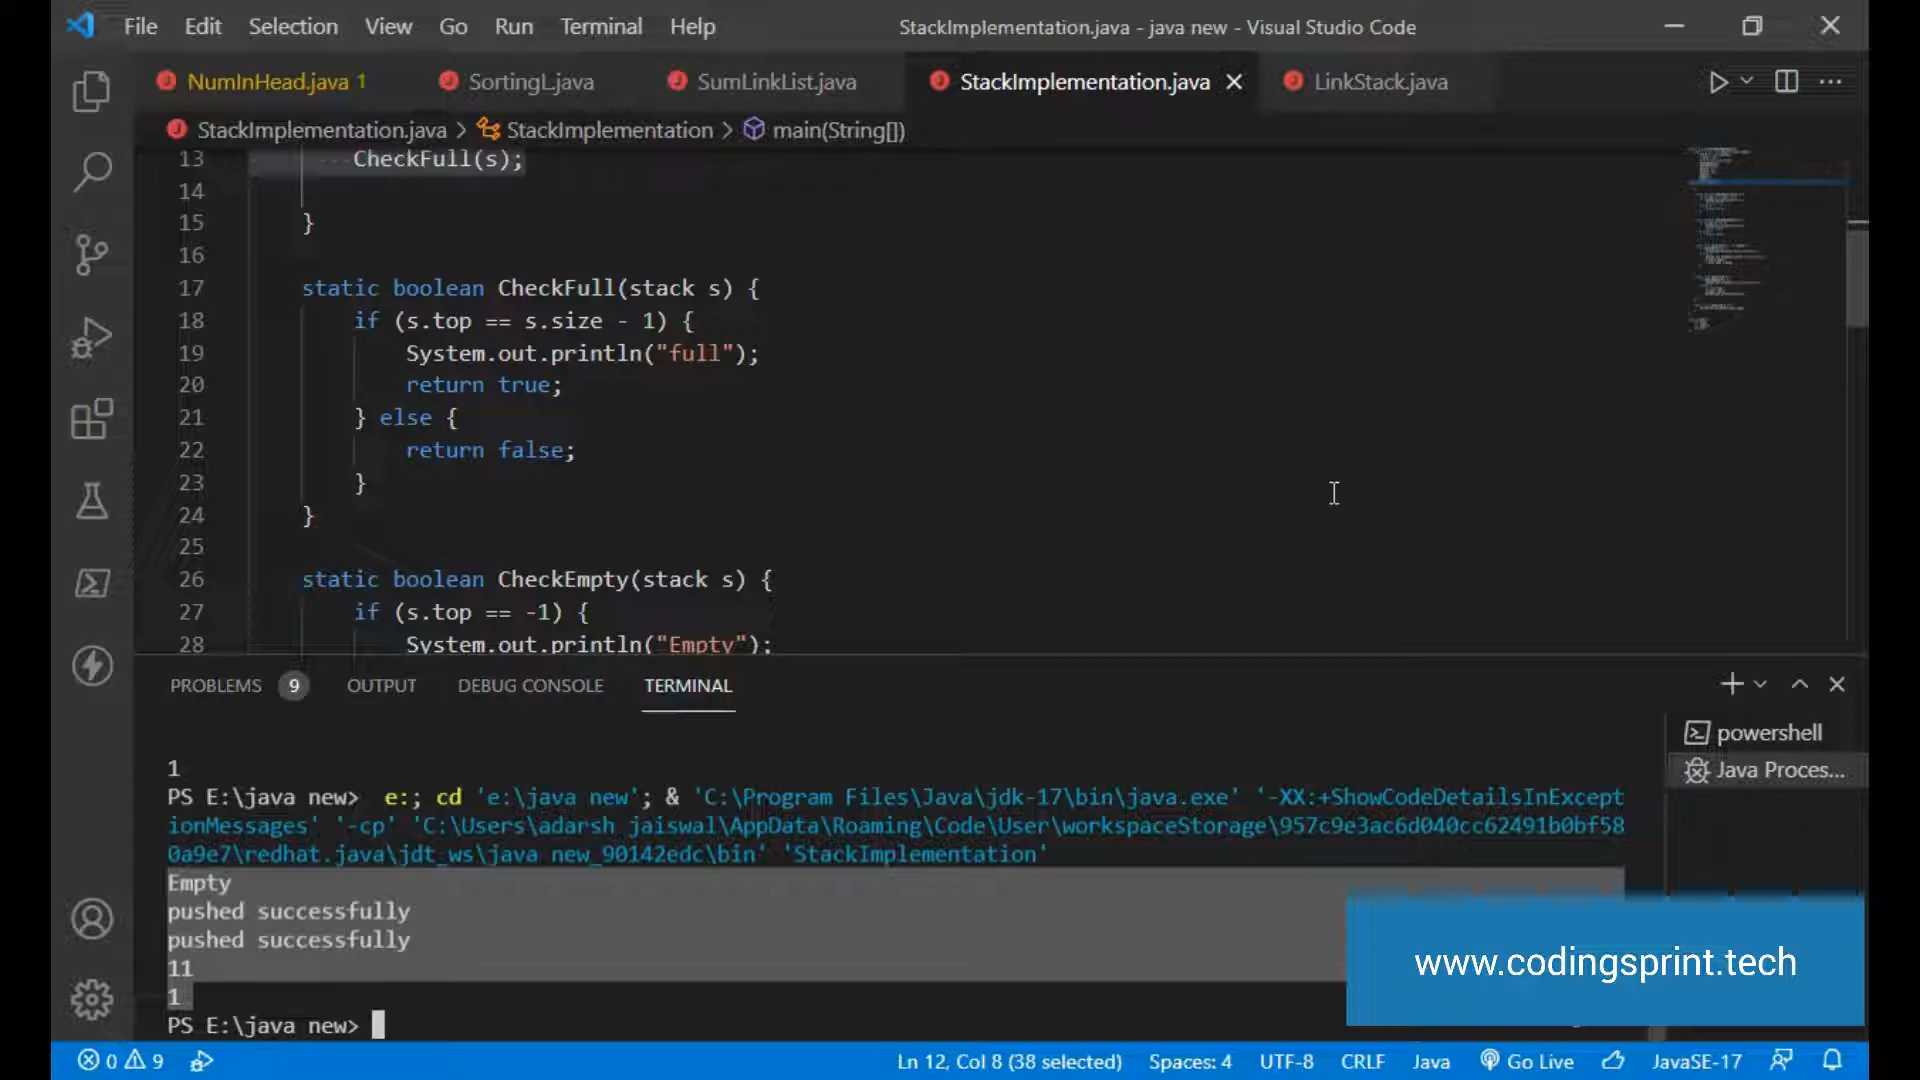 File Edit Selection View Go Run Terminal Help
StackImplementation.java - java new - Visual Studio Code
NumInHead.java 1
SortingL.java
SumLinkList.java
StackImplementation.java
LinkStack.java
StackImplementation.java > StackImplementation > main(String[])
13 CheckFull(s);
14
15 }
16
17 static boolean CheckFull(stack s) {
18 if (s.top == s.size - 1) {
19 System.out.println("full");
20 return true;
21 } else {
22 return false;
23 }
24 }
25
26 static boolean CheckEmpty(stack s) {
27 if (s.top == -1) {
28 System.out.println("Empty");
PROBLEMS 9 OUTPUT DEBUG CONSOLE TERMINAL
powershell
Java Proces...
1
PS E:\java new> e:; cd 'e:\java new'; & 'C:\Program Files\Java\jdk-17\bin\java.exe' '-XX:+ShowCodeDetailsInExcept
ionMessages' '-cp' 'C:\Users\adarsh jaiswal\AppData\Roaming\Code\User\workspaceStorage\957c9e3ac6d040cc62491b0bf58
0a9e7\redhat.java\jdt_ws\java new_90142edc\bin' 'StackImplementation'
Empty
pushed successfully
pushed successfully
11
1
PS E:\java new>
www.codingsprint.tech
0 9
Ln 12, Col 8 (38 selected) Spaces: 4 UTF-8 CRLF Java Go Live JavaSE-17